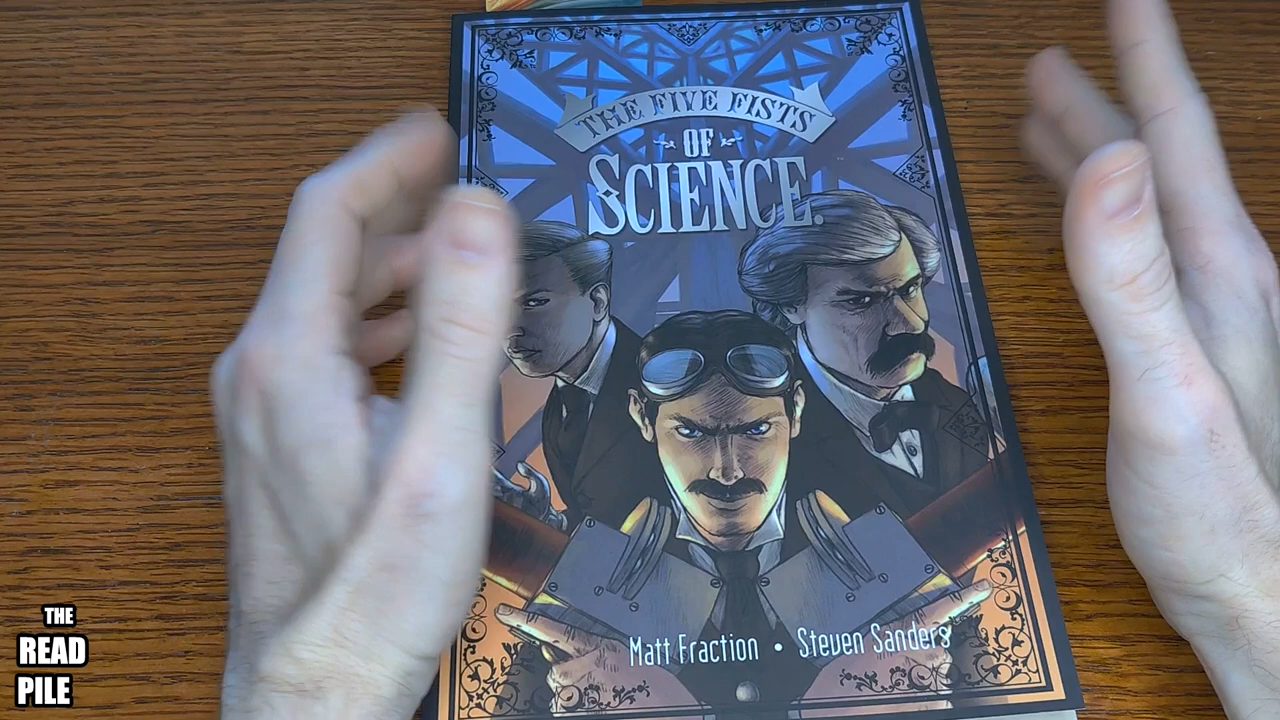 THE FIVE FISTS
OF
SCIENCE.
Matt Fraction • Steven Sanders
THE
READ
PILE